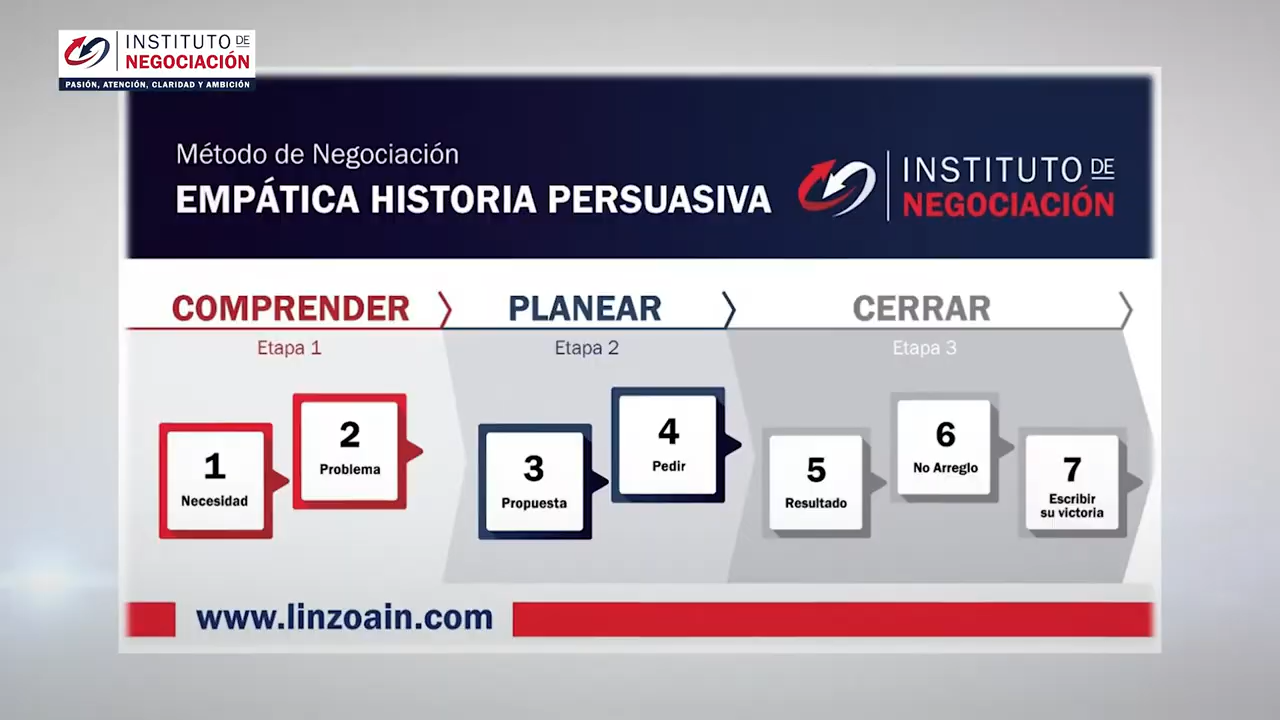 INSTITUTO DE
NEGOCIACIÓN
PASIÓN, ATENCIÓN, CLARIDAD Y AMBICIÓN
Método de Negociación
EMPÁTICA HISTORIA PERSUASIVA
INSTITUTO DE
NEGOCIACIÓN
COMPRENDER
Etapa 1
PLANEAR
Etapa 2
CERRAR
Etapa 3
1
Necesidad
2
Problema
3
Propuesta
4
Pedir
5
Resultado
6
No Arreglo
7
Escribir
su victoria
www.linzoain.com